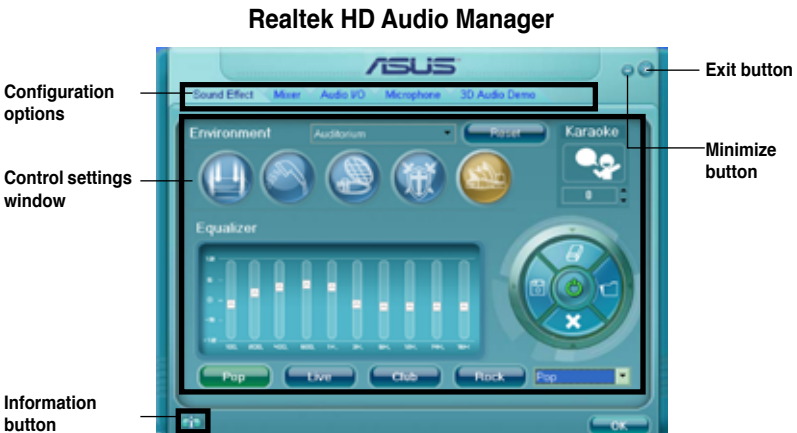 Realtek HD Audio Manager
ASUS
Exit button
Configuration
options
Sound Effect Mixer Audio I/O Microphone 3D Audio Demo
Minimize
button
Environment Auditorium Reset Karaoke
0
Control settings
window
Equalizer
Pop Live Club Rock Pop
Information
button
OK